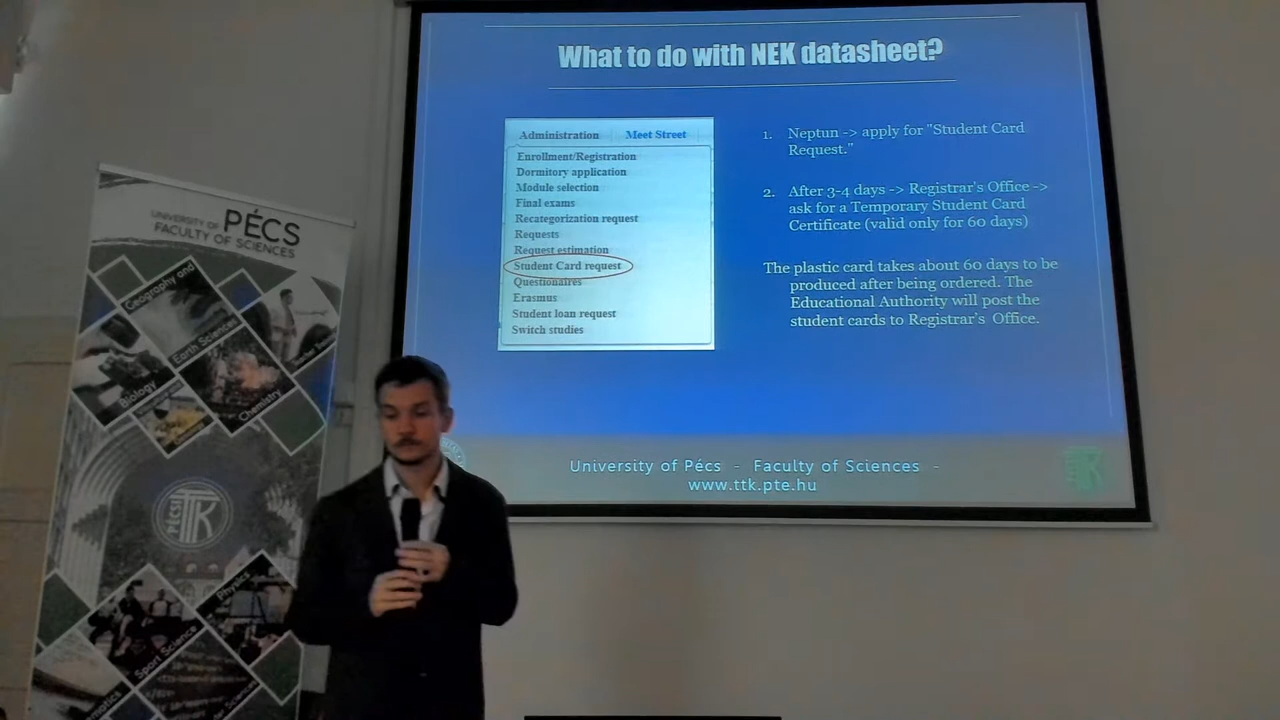 What to do with NEK datasheet?
Administration Meet Street
Enrollment/Registration
Dormitory application
Module selection
Final exams
Recategorization request
Requests
Request estimation
Student Card request
Questionaires
Erasmus
Student loan request
Switch studies
1. Neptun -> apply for "Student Card
Request."
2. After 3-4 days -> Registrar's Office ->
ask for a Temporary Student Card
Certificate (valid only for 60 days)
The plastic card takes about 60 days to be
produced after being ordered. The
Educational Authority will post the
student cards to Registrar's Office.
University of Pécs - Faculty of Sciences -
www.ttk.pte.hu
UNIVERSITY OF PÉCS
FACULTY OF SCIENCES
Geography and
Earth Sciences
Biology
Chemistry
PÉCSI TTK
Physics
Sport Science